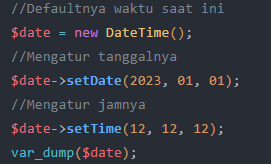 //Defaultnya waktu saat ini
$date = new DateTime();
//Mengatur tanggalnya
$date->setDate(2023, 01, 01);
//Mengatur jamnya
$date->setTime(12, 12, 12);
var_dump($date);